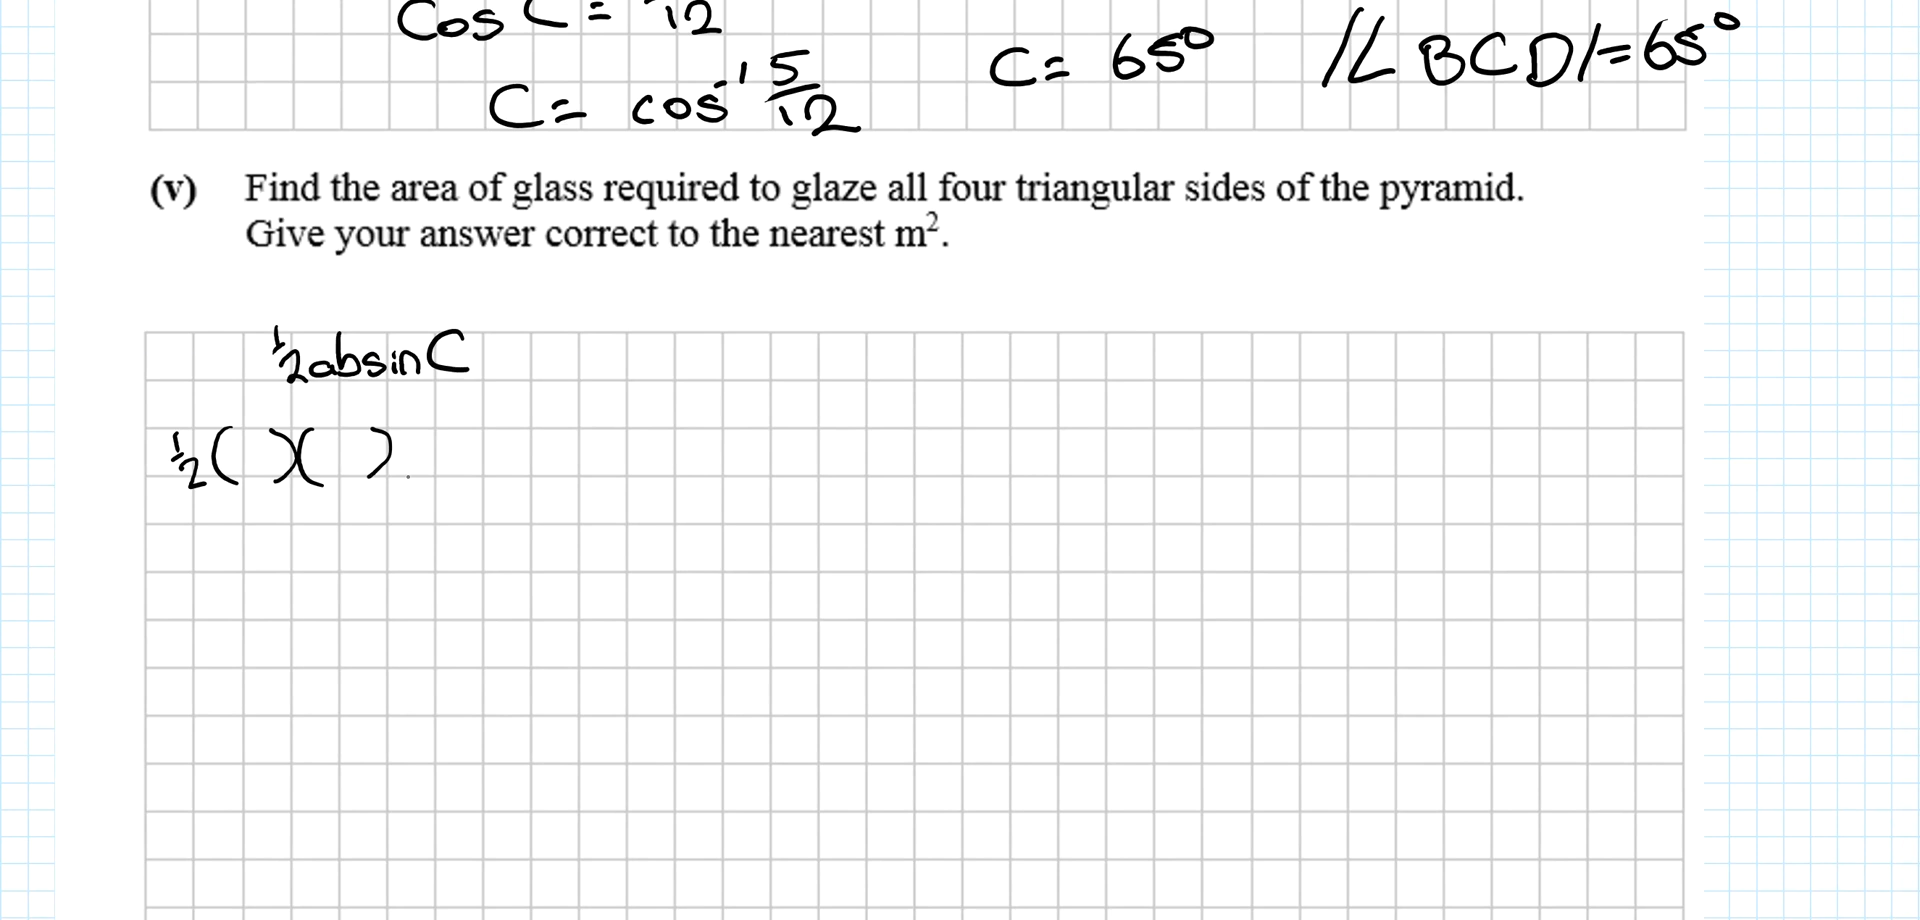 Cos C = /12
C = 65° |∠BCD| = 65°
C = cos⁻¹ 5/12
(v) Find the area of glass required to glaze all four triangular sides of the pyramid.
Give your answer correct to the nearest m².
½absinC
½( )( )